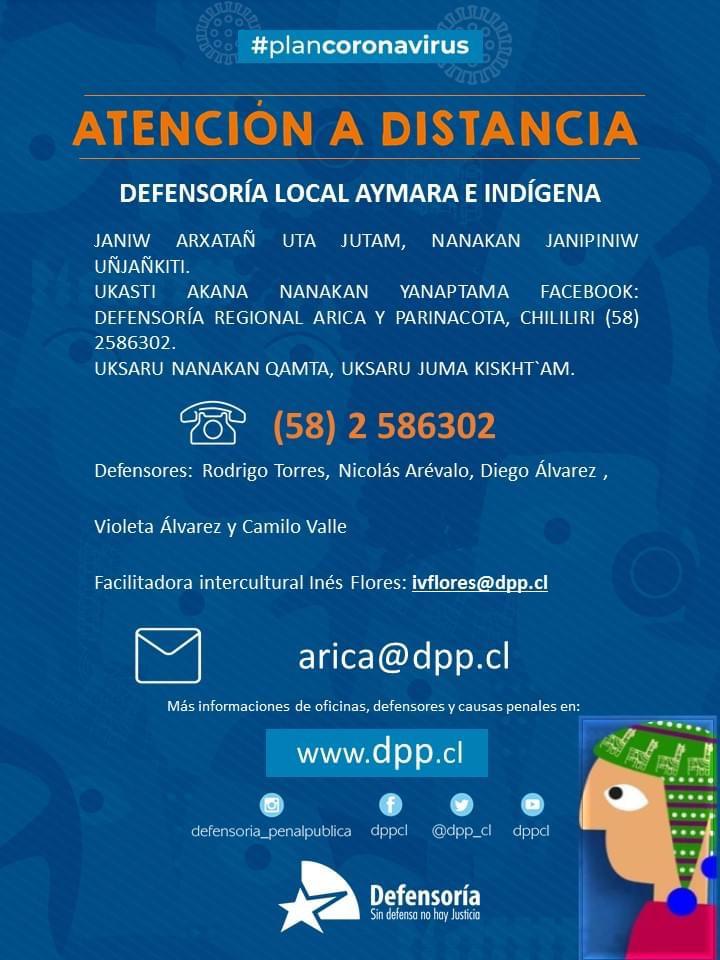 #plancoronavirus
ATENCIÓN A DISTANCIA
DEFENSORÍA LOCAL AYMARA E INDÍGENA
JANIW ARXATAÑ UTA JUTAM, NANAKAN JANIPINIW
UÑJAÑKITI.
UKASTI AKANA NANAKAN YANAPTAMA FACEBOOK:
DEFENSORÍA REGIONAL ARICA Y PARINACOTA, CHILILIRI (58)
2586302.
UKSARU NANAKAN QAMTA, UKSARU JUMA KISKHT`AM.
(58) 2 586302
Defensores: Rodrigo Torres, Nicolás Arévalo, Diego Álvarez ,
Violeta Álvarez y Camilo Valle
Facilitadora intercultural Inés Flores: ivflores@dpp.cl
arica@dpp.cl
Más informaciones de oficinas, defensores y causas penales en:
www.dpp.cl
defensoria_penalpublica dppcl @dpp_cl dppcl
Defensoría
Sin defensa no hay Justicia